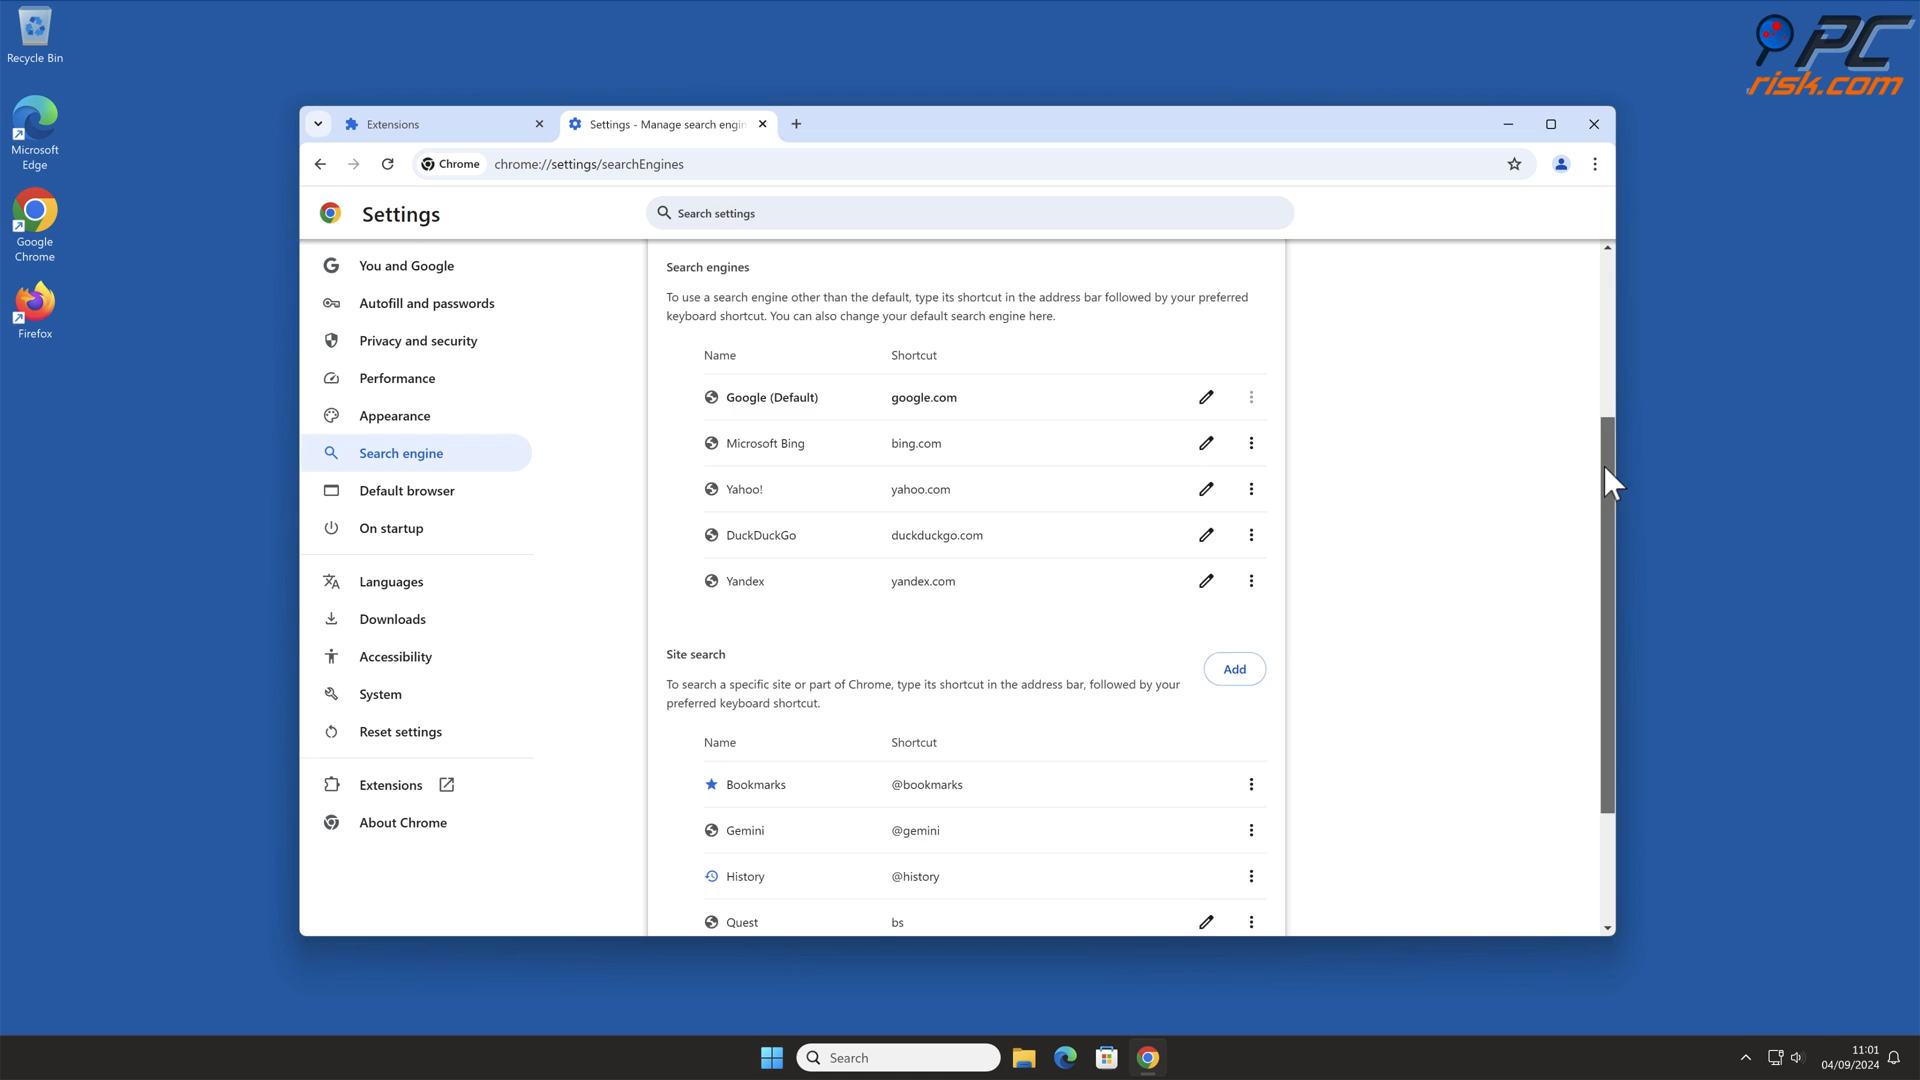 Recycle Bin
Microsoft
Edge
Google
Chrome
Firefox
PC
risk.com
Extensions
Settings - Manage search engin
Chrome
chrome://settings/searchEngines
Settings
Search settings
You and Google
Autofill and passwords
Privacy and security
Performance
Appearance
Search engine
Default browser
On startup
Languages
Downloads
Accessibility
System
Reset settings
Extensions
About Chrome
Search engines
To use a search engine other than the default, type its shortcut in the address bar followed by your preferred
keyboard shortcut. You can also change your default search engine here.
Name Shortcut
Google (Default) google.com
Microsoft Bing bing.com
Yahoo! yahoo.com
DuckDuckGo duckduckgo.com
Yandex yandex.com
Site search
Add
To search a specific site or part of Chrome, type its shortcut in the address bar, followed by your
preferred keyboard shortcut.
Name Shortcut
Bookmarks @bookmarks
Gemini @gemini
History @history
Quest bs
Search
11:01
04/09/2024